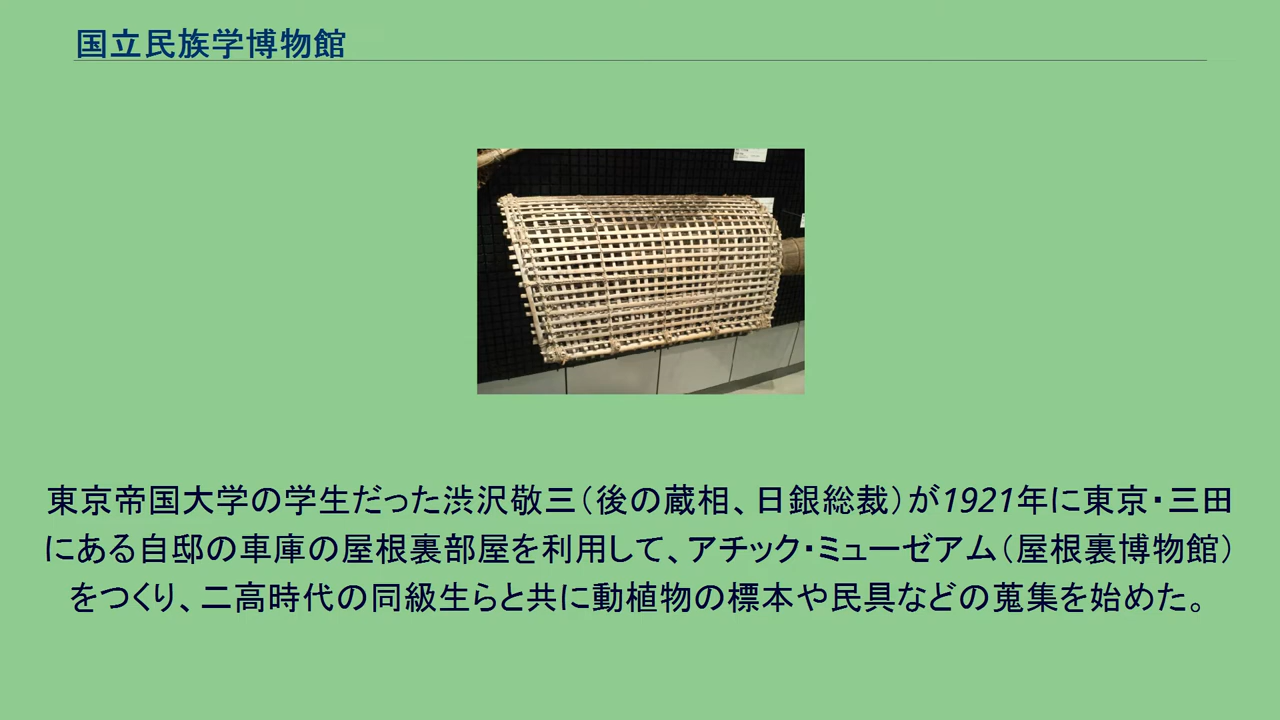 国立民族学博物館
東京帝国大学の学生だった渋沢敬三（後の蔵相、日銀総裁）が1921年に東京・三田
にある自邸の車庫の屋根裏部屋を利用して、アチック・ミューゼアム（屋根裏博物館）
をつくり、二高時代の同級生らと共に動植物の標本や民具などの蒐集を始めた。